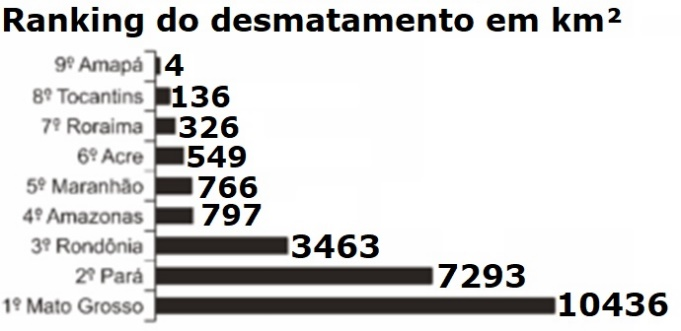 Ranking do desmatamento em km²
9º Amapá 4
8º Tocantins 136
7º Roraima 326
6º Acre 549
5º Maranhão 766
4º Amazonas 797
3º Rondônia 3463
2º Pará 7293
1º Mato Grosso 10436